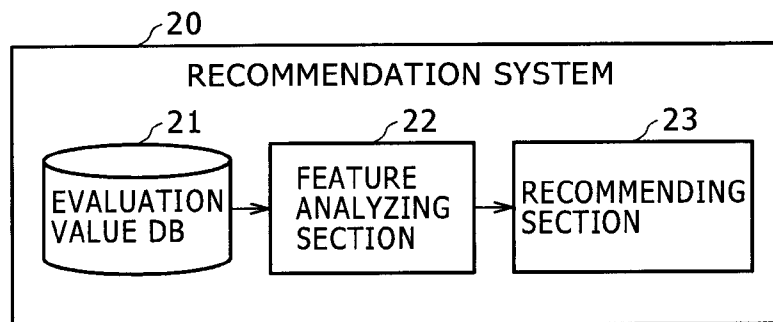 20
RECOMMENDATION SYSTEM
21
EVALUATION
VALUE DB
22
FEATURE
ANALYZING
SECTION
23
RECOMMENDING
SECTION